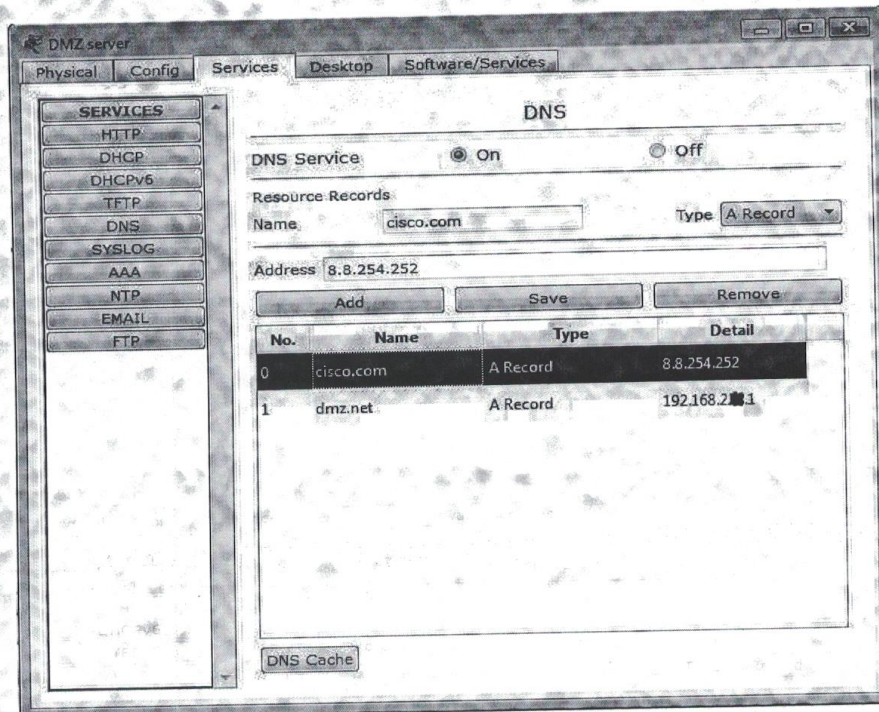 DMZ server
Physical Config Services Desktop Software/Services
SERVICES
HTTP
DHCP
DHCPv6
TFTP
DNS
SYSLOG
AAA
NTP
EMAIL
FTP
DNS
DNS Service On Off
Resource Records
Name cisco.com Type A Record
Address 8.8.254.252
Add Save Remove
No. Name Type Detail
0 cisco.com A Record 8.8.254.252
1 dmz.net A Record
DNS Cache